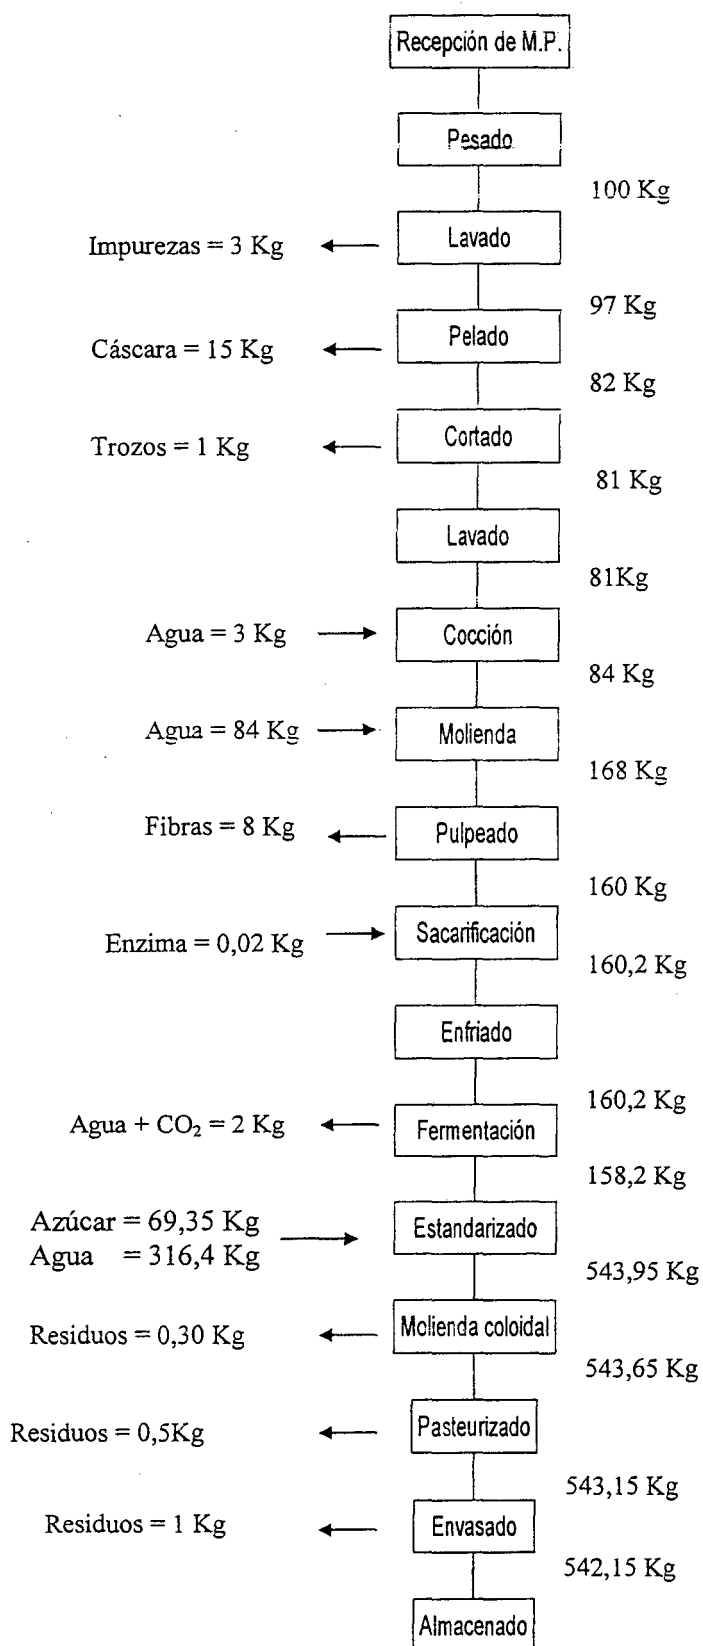 Recepción de M.P.
Pesado
100 Kg
Impurezas = 3 Kg
Lavado
97 Kg
Cáscara = 15 Kg
Pelado
82 Kg
Trozos = 1 Kg
Cortado
81 Kg
Lavado
81Kg
Agua = 3 Kg
Cocción
84 Kg
Agua = 84 Kg
Molienda
168 Kg
Fibras = 8 Kg
Pulpeado
160 Kg
Enzima = 0,02 Kg
Sacarificación
160,2 Kg
Enfriado
160,2 Kg
Agua + CO₂ = 2 Kg
Fermentación
158,2 Kg
Azúcar = 69,35 Kg
Agua = 316,4 Kg
Estandarizado
543,95 Kg
Residuos = 0,30 Kg
Molienda coloidal
543,65 Kg
Residuos = 0,5Kg
Pasteurizado
543,15 Kg
Residuos = 1 Kg
Envasado
542,15 Kg
Almacenado